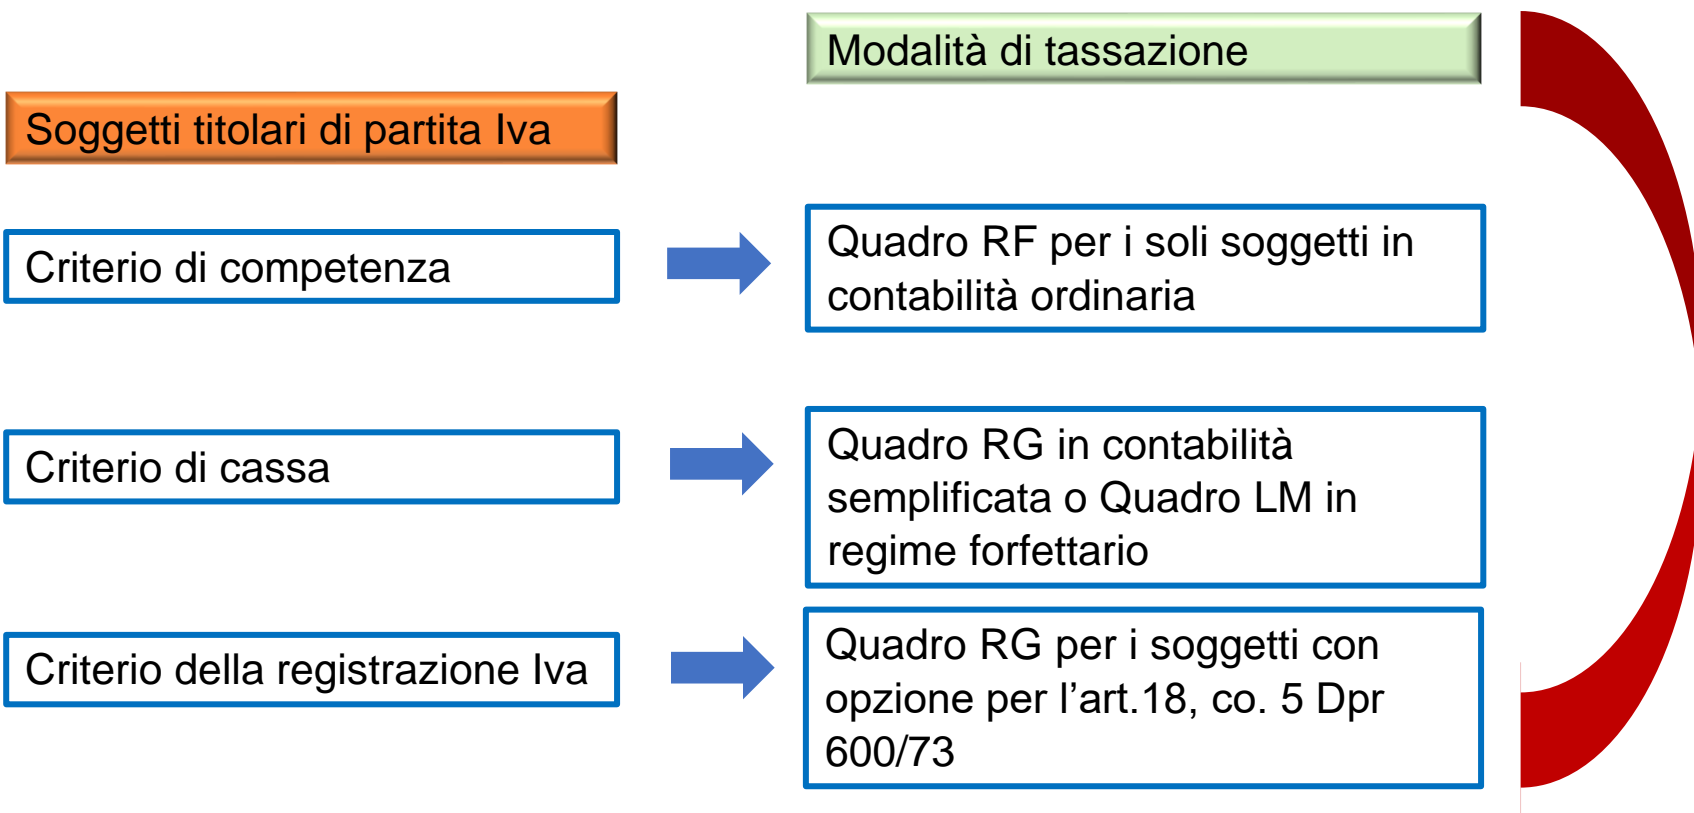 Modalità di tassazione
Soggetti titolari di partita Iva
Criterio di competenza
Quadro RF per i soli soggetti in
contabilità ordinaria
Criterio di cassa
Quadro RG in contabilità
semplificata o Quadro LM in
regime forfettario
Criterio della registrazione Iva
Quadro RG per i soggetti con
opzione per l’art.18, co. 5 Dpr
600/73